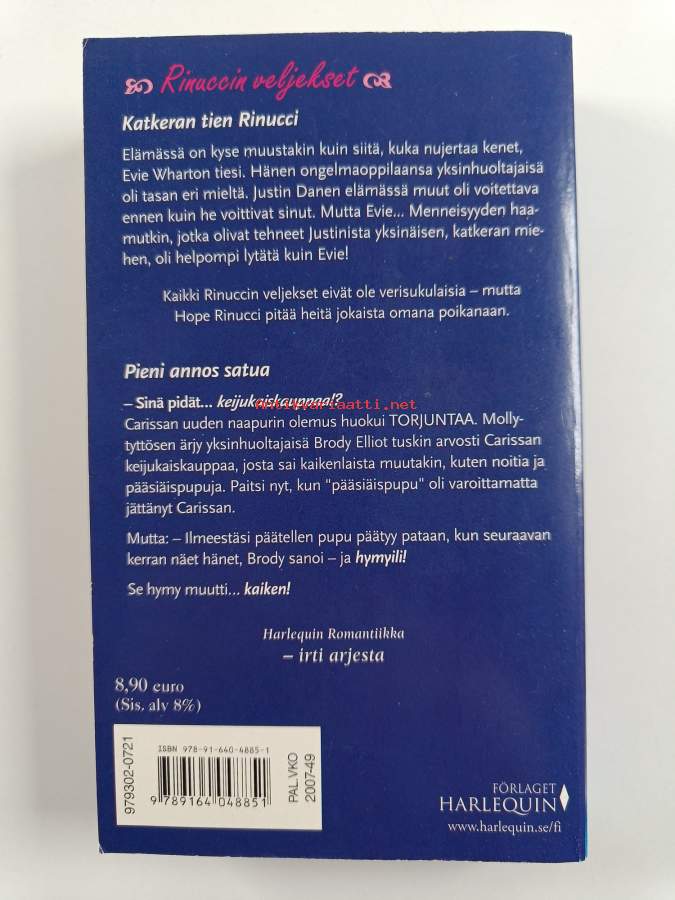 Rinuccin veljekset
Katkeran tien Rinucci
Elämässä on kyse muustakin kuin siitä, kuka nujertaa kenet,
Evie Wharton tiesi. Hänen ongelmaoppilaansa yksinhuoltajaisä
oli tasan eri mieltä. Justin Danen elämässä muut oli voitettava
ennen kuin he voittivat sinut. Mutta Evie... Menneisyyden haa-
mutkin, jotka olivat tehneet Justinista yksinäisen, katkeran mie-
hen, oli helpompi lytätä kuin Evie!
Kaikki Rinuccin veljekset eivät ole verisukulaisia – mutta
Hope Rinucci pitää heitä jokaista omana poikanaan.
Pieni annos satua
– Sinä pidät... keijukaiskauppaa!?
Antikvariaatti.net
Carissan uuden naapurin olemus huokui TORJUNTAA. Molly-
tyttösen ärjy yksinhuoltajaisä Brody Elliot tuskin arvosti Carissan
keijukaiskauppaa, josta sai kaikenlaista muutakin, kuten noitia ja
pääsiäispupuja. Paitsi nyt, kun "pääsiäispupu" oli varoittamatta
jättänyt Carissan.
Mutta: – Ilmeestäsi päätellen pupu päätyy pataan, kun seuraavan
kerran näet hänet, Brody sanoi – ja hymyili!
Se hymy muutti... kaiken!
Harlequin Romantiikka
– irti arjesta
8,90 euro
(Sis. alv 8%)
979302-0721
ISBN 978-91-640-4885-1
9 789164 048851
PAL.VKO
2007-49
FÖRLAGET
HARLEQUIN
www.harlequin.se/fi